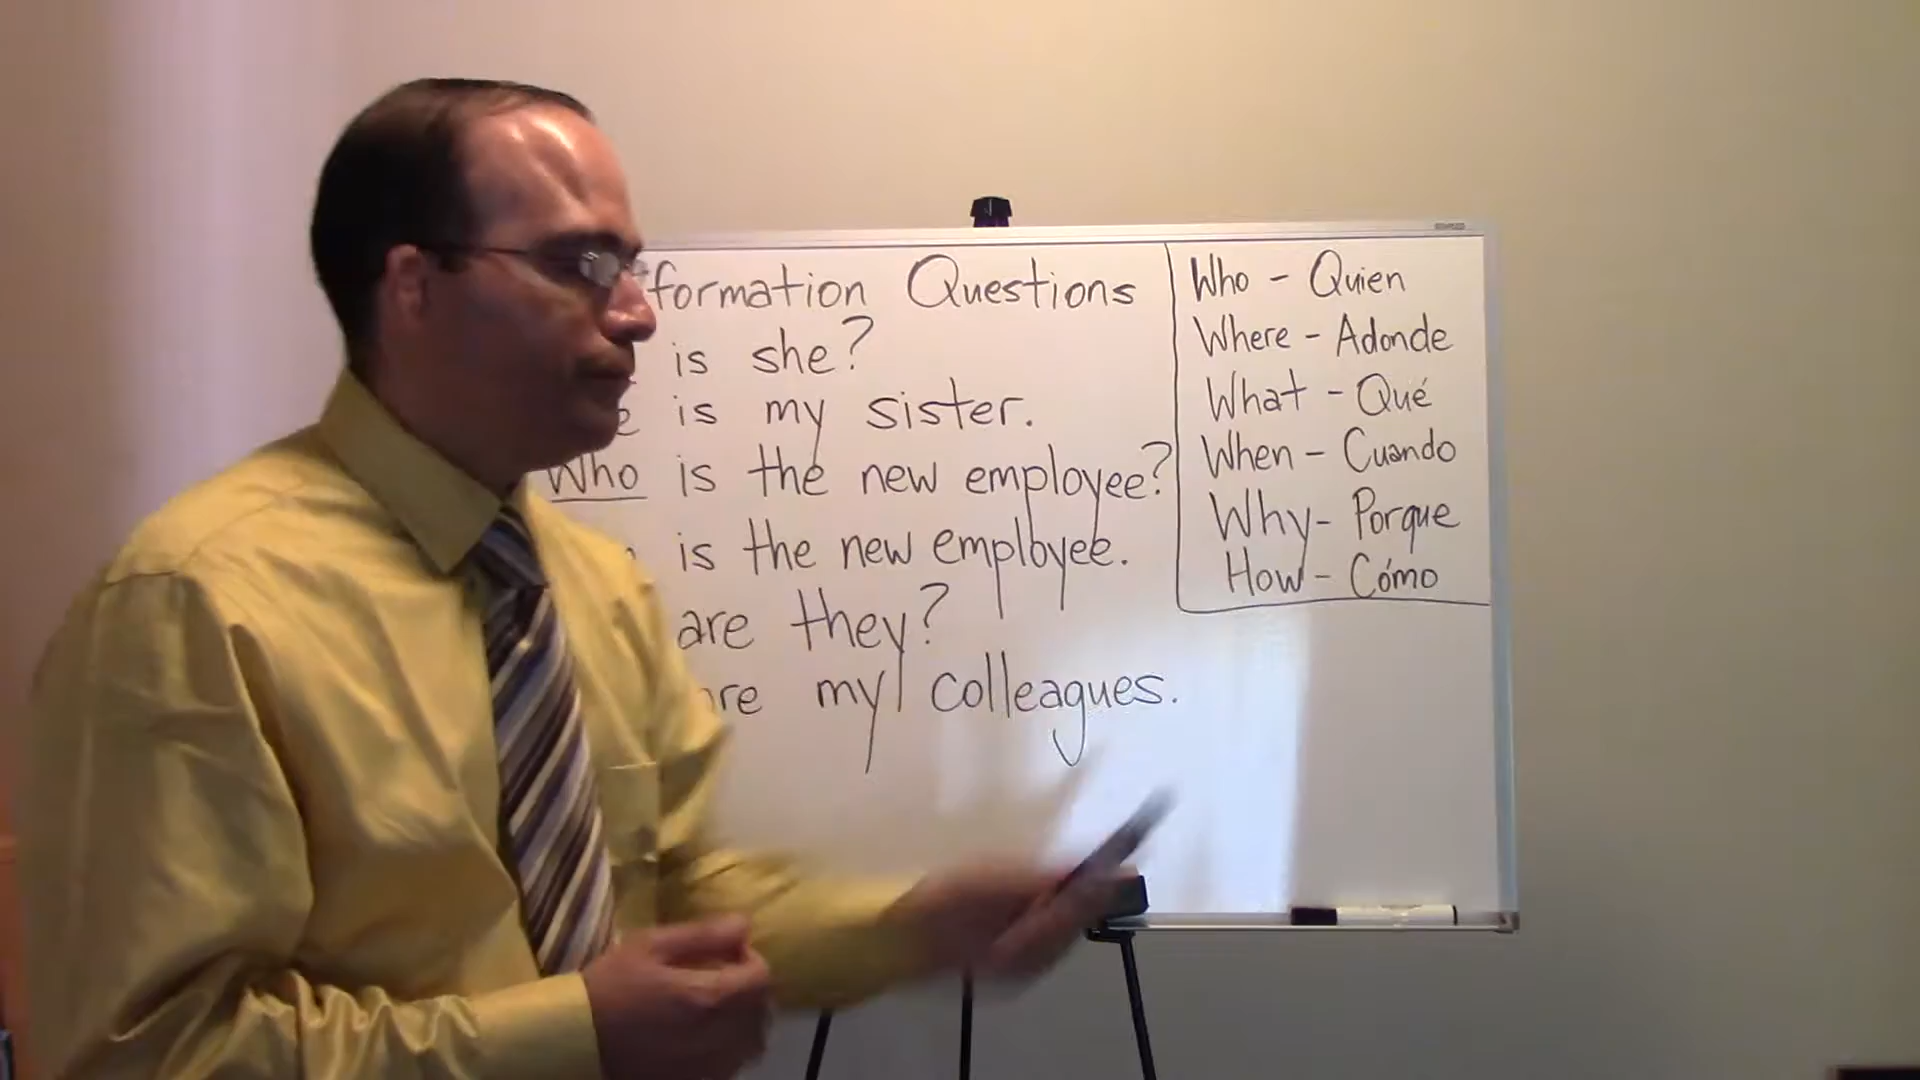 formation Questions
is she?
is my sister.
Who is the new employee?
is the new employee.
are they?
are my colleagues.
Who - Quien
Where - Adonde
What - Qué
When - Cuando
Why - Porque
How - Cómo